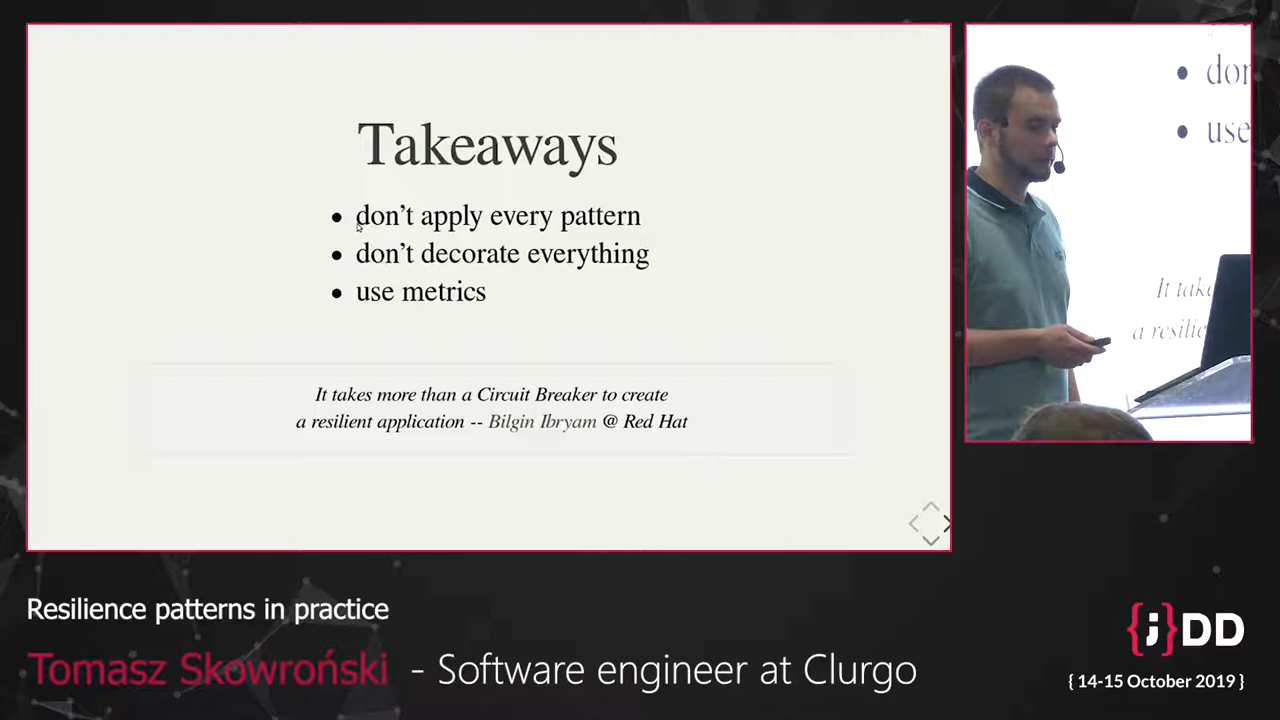 Takeaways
• don't apply every pattern
• don't decorate everything
• use metrics
It takes more than a Circuit Breaker to create
a resilient application -- Bilgin Ibryam @ Red Hat
• 
• use
It
a
Resilience patterns in practice
Tomasz Skowroński - Software engineer at Clurgo
{;}DD
{ 14-15 October 2019 }